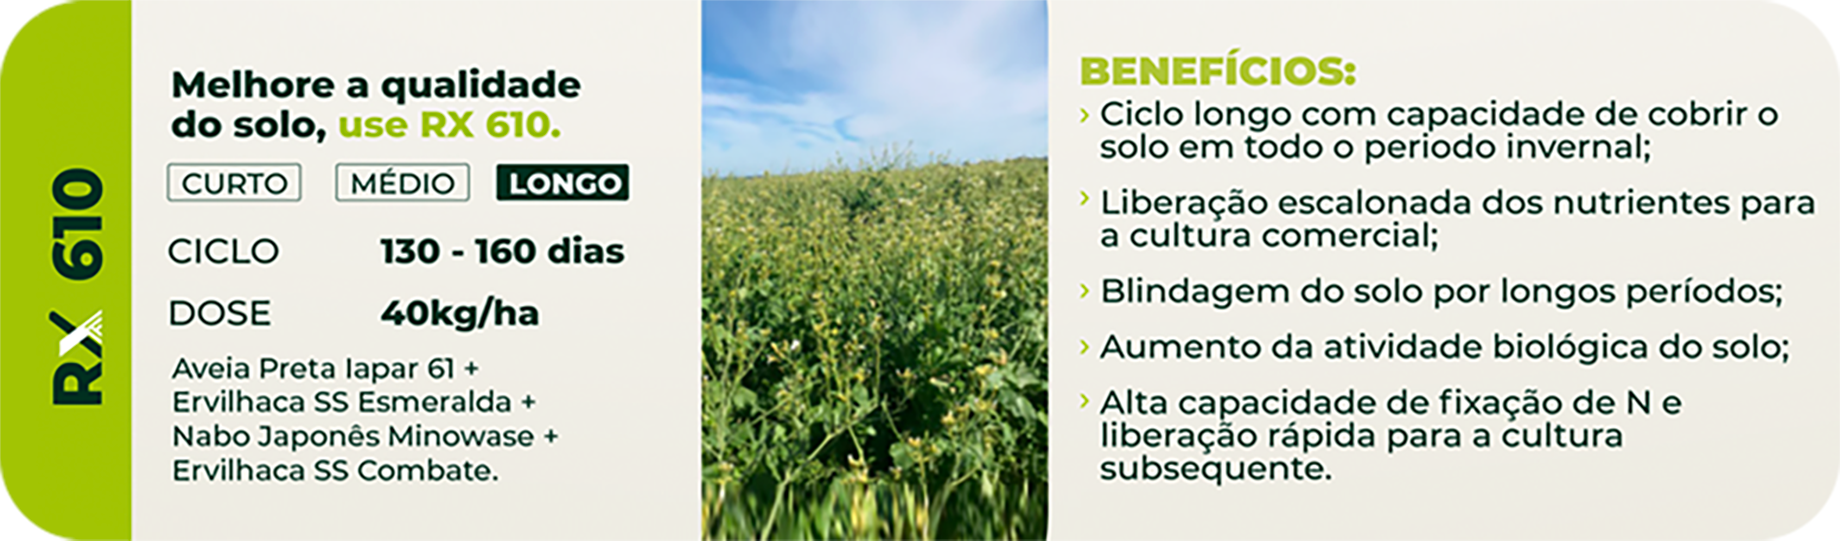 RX 610
Melhore a qualidade
do solo, use RX 610.
CURTO MÉDIO LONGO
CICLO 130 - 160 dias
DOSE 40kg/ha
Aveia Preta Iapar 61 +
Ervilhaca SS Esmeralda +
Nabo Japonês Minowase +
Ervilhaca SS Combate.
BENEFÍCIOS:
› Ciclo longo com capacidade de cobrir o
solo em todo o periodo invernal;
› Liberação escalonada dos nutrientes para
a cultura comercial;
› Blindagem do solo por longos períodos;
› Aumento da atividade biológica do solo;
› Alta capacidade de fixação de N e
liberação rápida para a cultura
subsequente.